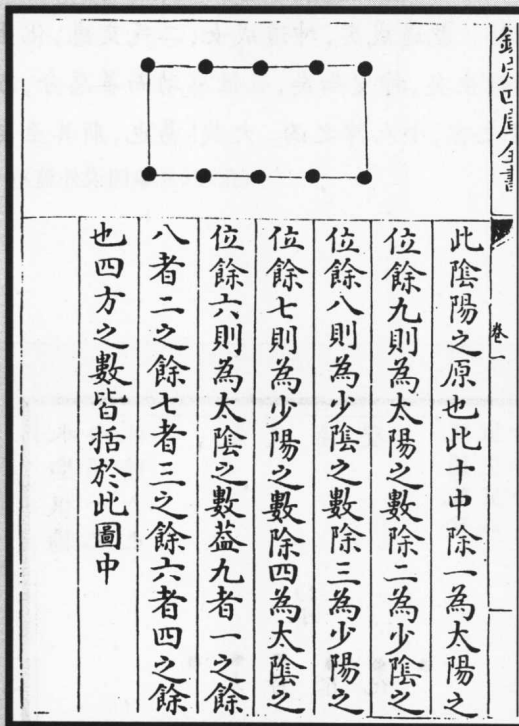 欽定四庫全書
卷一
此陰陽之原也此十中除一為太陽之
位餘九則為太陽之數除二為少陰之
位餘八則為少陰之數除三為少陽之
位餘七則為少陽之數除四為太陰之
位餘六則為太陰之數葢九者一之餘
八者二之餘七者三之餘六者四之餘
也四方之數皆括於此圖中